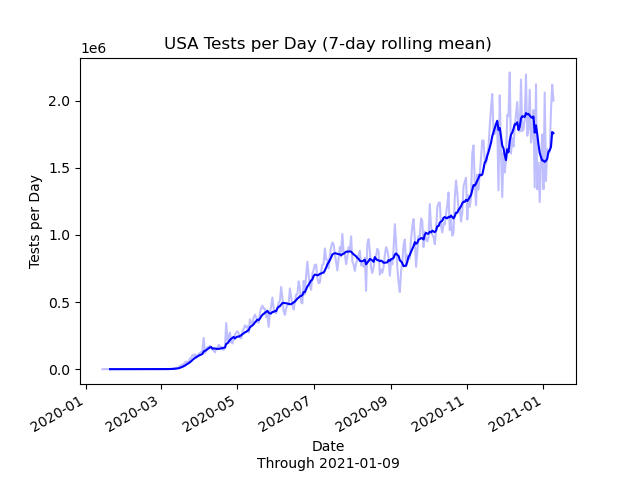 USA Tests per Day (7-day rolling mean)
1e6
2.0
1.5
1.0
0.5
0.0
Tests per Day
2020-01
2020-03
2020-05
2020-07
2020-09
2020-11
2021-01
Date
Through 2021-01-09